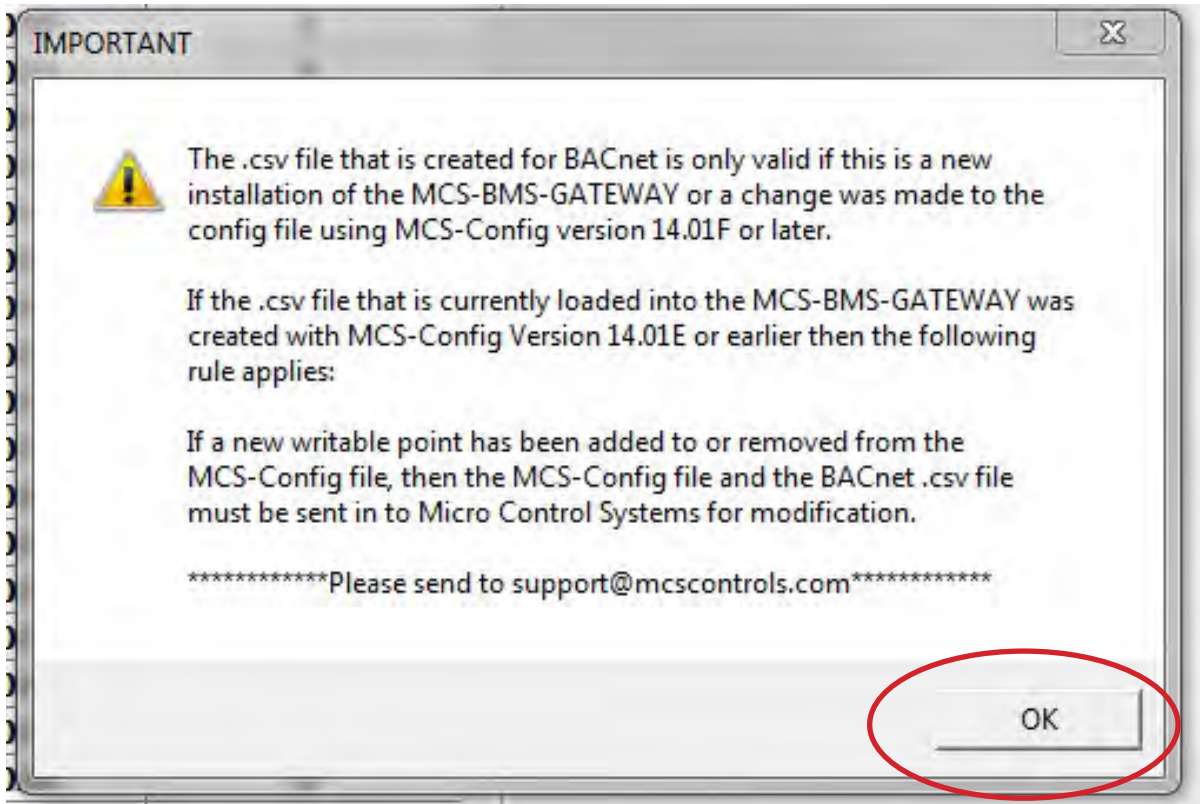 IMPORTANT
The .csv file that is created for BACnet is only valid if this is a new
installation of the MCS-BMS-GATEWAY or a change was made to the
config file using MCS-Config version 14.01F or later.
If the .csv file that is currently loaded into the MCS-BMS-GATEWAY was
created with MCS-Config Version 14.01E or earlier then the following
rule applies:
If a new writable point has been added to or removed from the
MCS-Config file, then the MCS-Config file and the BACnet .csv file
must be sent in to Micro Control Systems for modification.
************Please send to support@mcscontrols.com************
OK